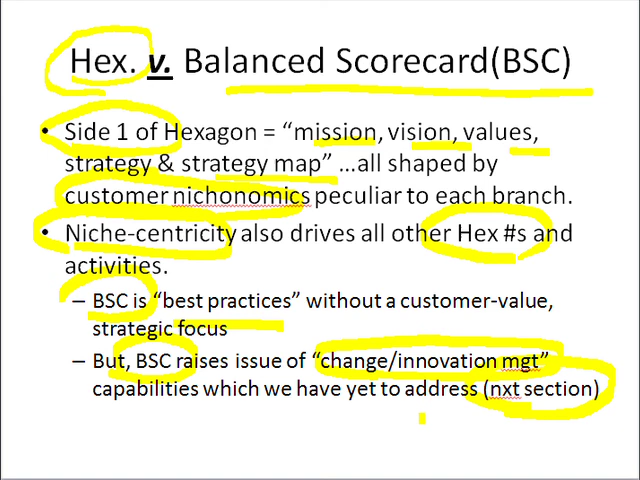 Hex. v. Balanced Scorecard(BSC)
• Side 1 of Hexagon = “mission, vision, values,
strategy & strategy map” ...all shaped by
customer nichonomics peculiar to each branch.
• Niche-centricity also drives all other Hex #s and
activities.
– BSC is “best practices” without a customer-value,
strategic focus
– But, BSC raises issue of “change/innovation mgt”
capabilities which we have yet to address (nxt section)